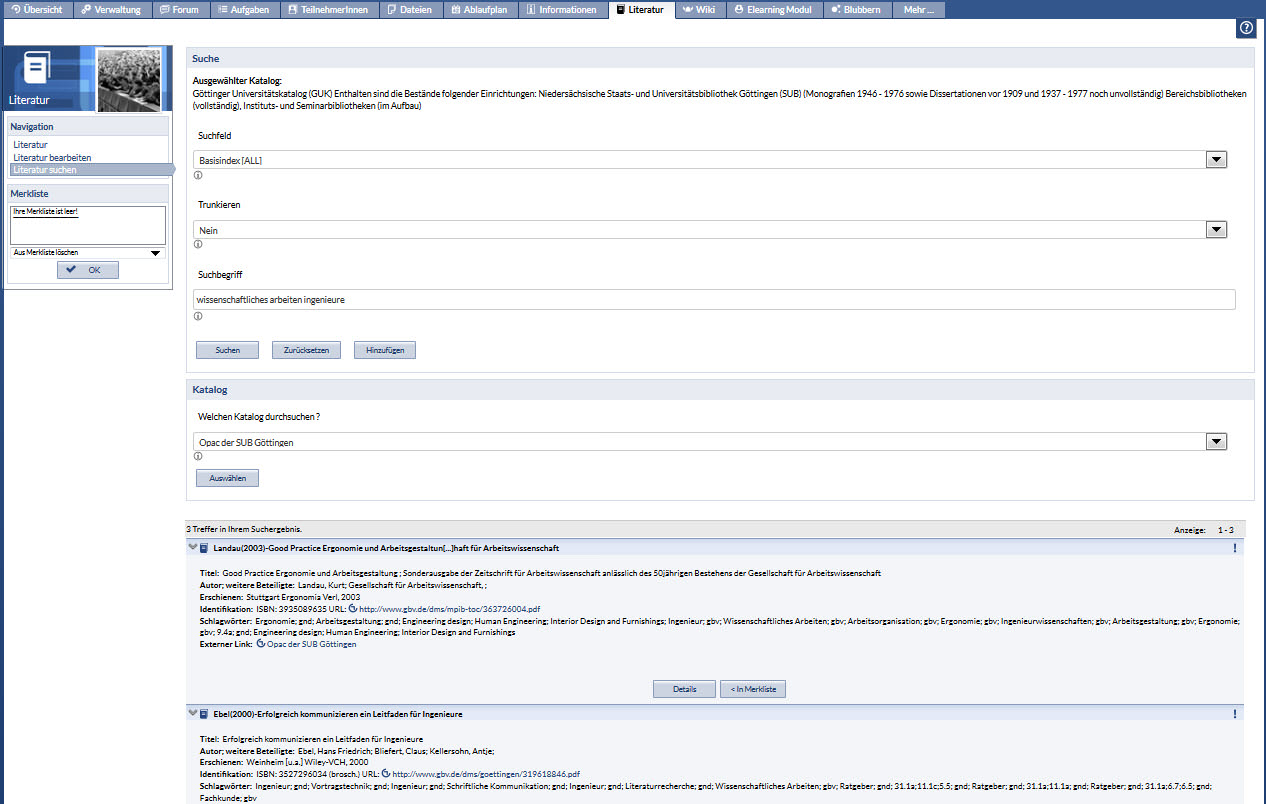 Übersicht Verwaltung Forum Aufgaben TeilnehmerInnen Dateien Ablaufplan Informationen Literatur Wiki Elearning Modul Blubbern Mehr ...
?
Literatur
Navigation
Literatur
Literatur bearbeiten
Literatur suchen
Merkliste
Ihre Merkliste ist leer!
Aus Merkliste löschen
OK
Suche
Ausgewählter Katalog:
Göttinger Universitätskatalog (GUK) Enthalten sind die Bestände folgender Einrichtungen: Niedersächsische Staats- und Universitätsbibliothek Göttingen (SUB) (Monografien 1946 - 1976 sowie Dissertationen vor 1909 und 1937 - 1977 noch unvollständig) Bereichsbibliotheken
(vollständig), Instituts- und Seminarbibliotheken (im Aufbau)
Suchfeld
Basisindex [ALL]
Trunkieren
Nein
Suchbegriff
wissenschaftliches arbeiten ingenieure
Suchen Zurücksetzen Hinzufügen
Katalog
Welchen Katalog durchsuchen ?
Opac der SUB Göttingen
Auswählen
3 Treffer in Ihrem Suchergebnis. Anzeige: 1 - 3
Landau(2003)-Good Practice Ergonomie und Arbeitsgestaltun[...]haft für Arbeitswissenschaft !
Titel: Good Practice Ergonomie und Arbeitsgestaltung ; Sonderausgabe der Zeitschrift für Arbeitswissenschaft anlässlich des 50jährigen Bestehens der Gesellschaft für Arbeitswissenschaft
Autor; weitere Beteiligte: Landau, Kurt; Gesellschaft für Arbeitswissenschaft, ;
Erschienen: Stuttgart Ergonomia Verl, 2003
Identifikation: ISBN: 3935089635 URL: http://www.gbv.de/dms/mpib-toc/363726004.pdf
Schlagwörter: Ergonomie; gnd; Arbeitsgestaltung; gnd; Engineering design; Human Engineering; Interior Design and Furnishings; Ingenieur; gbv; Wissenschaftliches Arbeiten; gbv; Arbeitsorganisation; gbv; Ergonomie; gbv; Ingenieurwissenschaften; gbv; Arbeitsgestaltung; gbv; Ergonomie;
gbv; 9.4a; gnd; Engineering design; Human Engineering; Interior Design and Furnishings
Externer Link: Opac der SUB Göttingen
Details < In Merkliste
Ebel(2000)-Erfolgreich kommunizieren ein Leitfaden für Ingenieure !
Titel: Erfolgreich kommunizieren ein Leitfaden für Ingenieure
Autor; weitere Beteiligte: Ebel, Hans Friedrich; Bliefert, Claus; Kellersohn, Antje;
Erschienen: Weinheim [u.a.] Wiley-VCH, 2000
Identifikation: ISBN: 3527296034 (brosch.) URL: http://www.gbv.de/dms/goettingen/319618846.pdf
Schlagwörter: Ingenieur; gnd; Vortragstechnik; gnd; Ingenieur; gnd; Schriftliche Kommunikation; gnd; Ingenieur; gnd; Literaturrecherche; gnd; Wissenschaftliches Arbeiten; gbv; Ratgeber; gnd; 31.1a;11.1c;5.5; gnd; Ratgeber; gnd; 31.1a;11.1a; gnd; Ratgeber; gnd; 31.1a;6.7;6.5; gnd;
Fachkunde; gbv